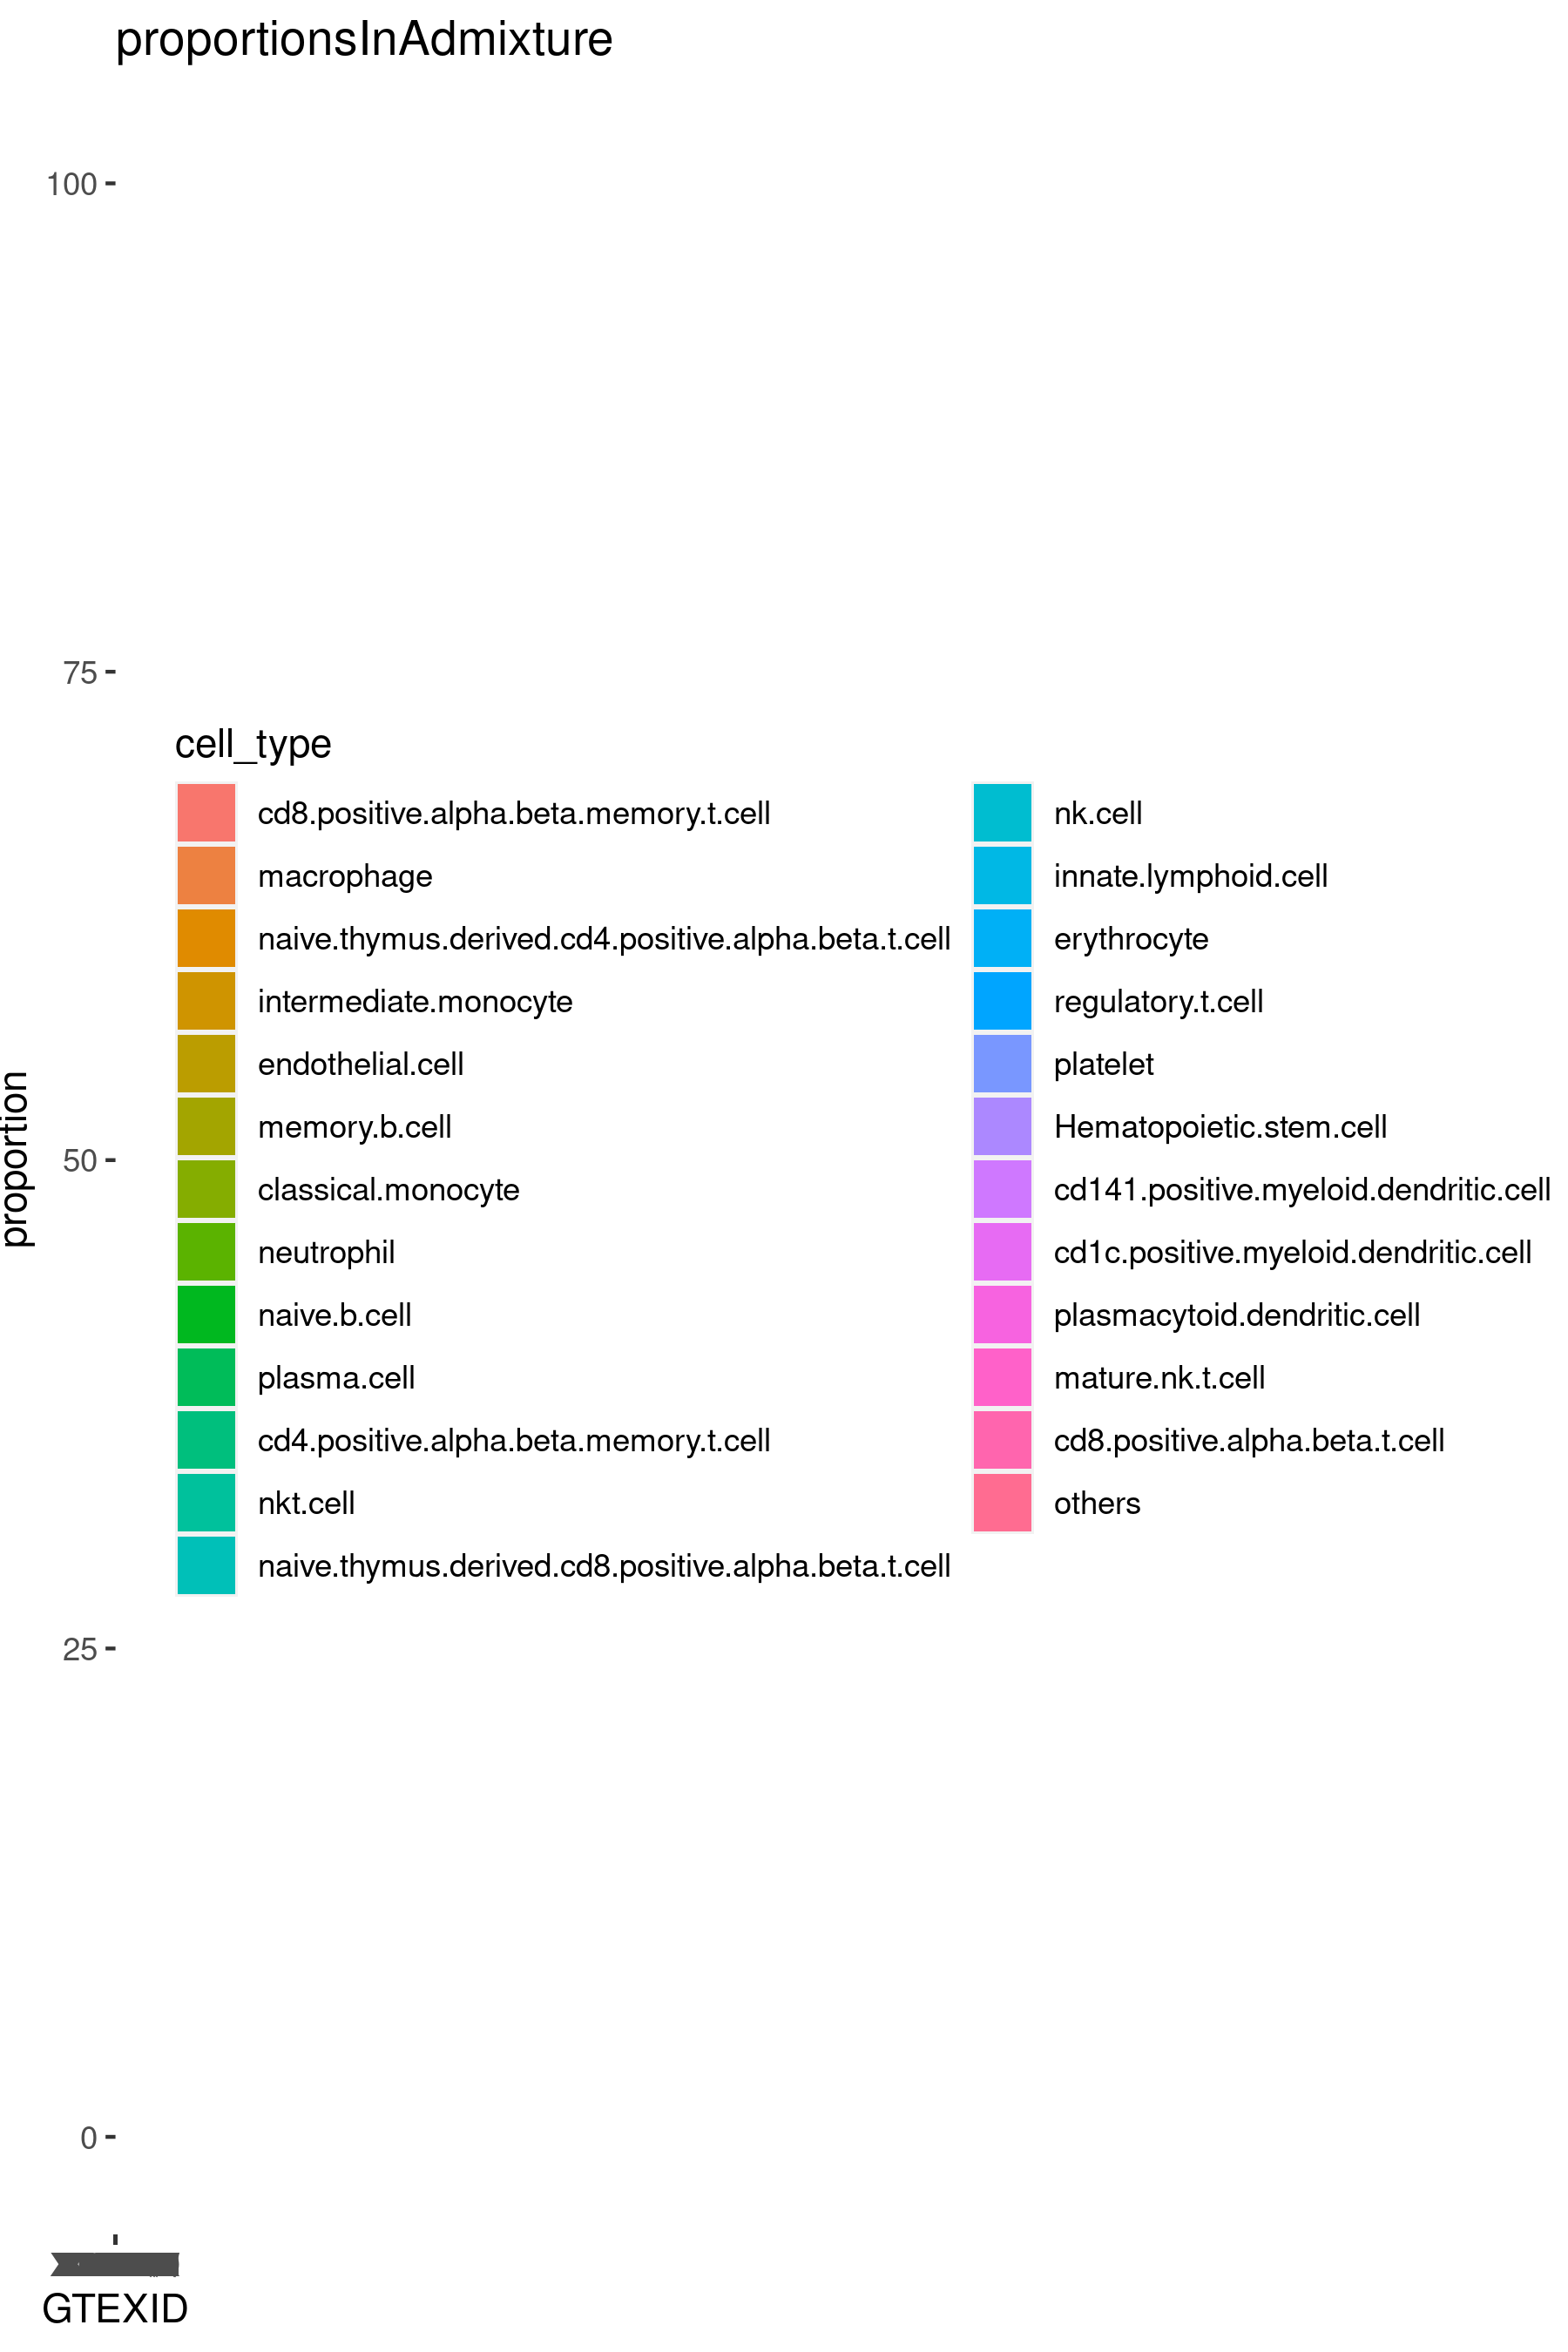 proportionsInAdmixture
100
75
50
25
0
proportion
cell_type
cd8.positive.alpha.beta.memory.t.cell
macrophage
naive.thymus.derived.cd4.positive.alpha.beta.t.cell
intermediate.monocyte
endothelial.cell
memory.b.cell
classical.monocyte
neutrophil
naive.b.cell
plasma.cell
cd4.positive.alpha.beta.memory.t.cell
nkt.cell
naive.thymus.derived.cd8.positive.alpha.beta.t.cell
nk.cell
innate.lymphoid.cell
erythrocyte
regulatory.t.cell
platelet
Hematopoietic.stem.cell
cd141.positive.myeloid.dendritic.cell
cd1c.positive.myeloid.dendritic.cell
plasmacytoid.dendritic.cell
mature.nk.t.cell
cd8.positive.alpha.beta.t.cell
others
GTEXID